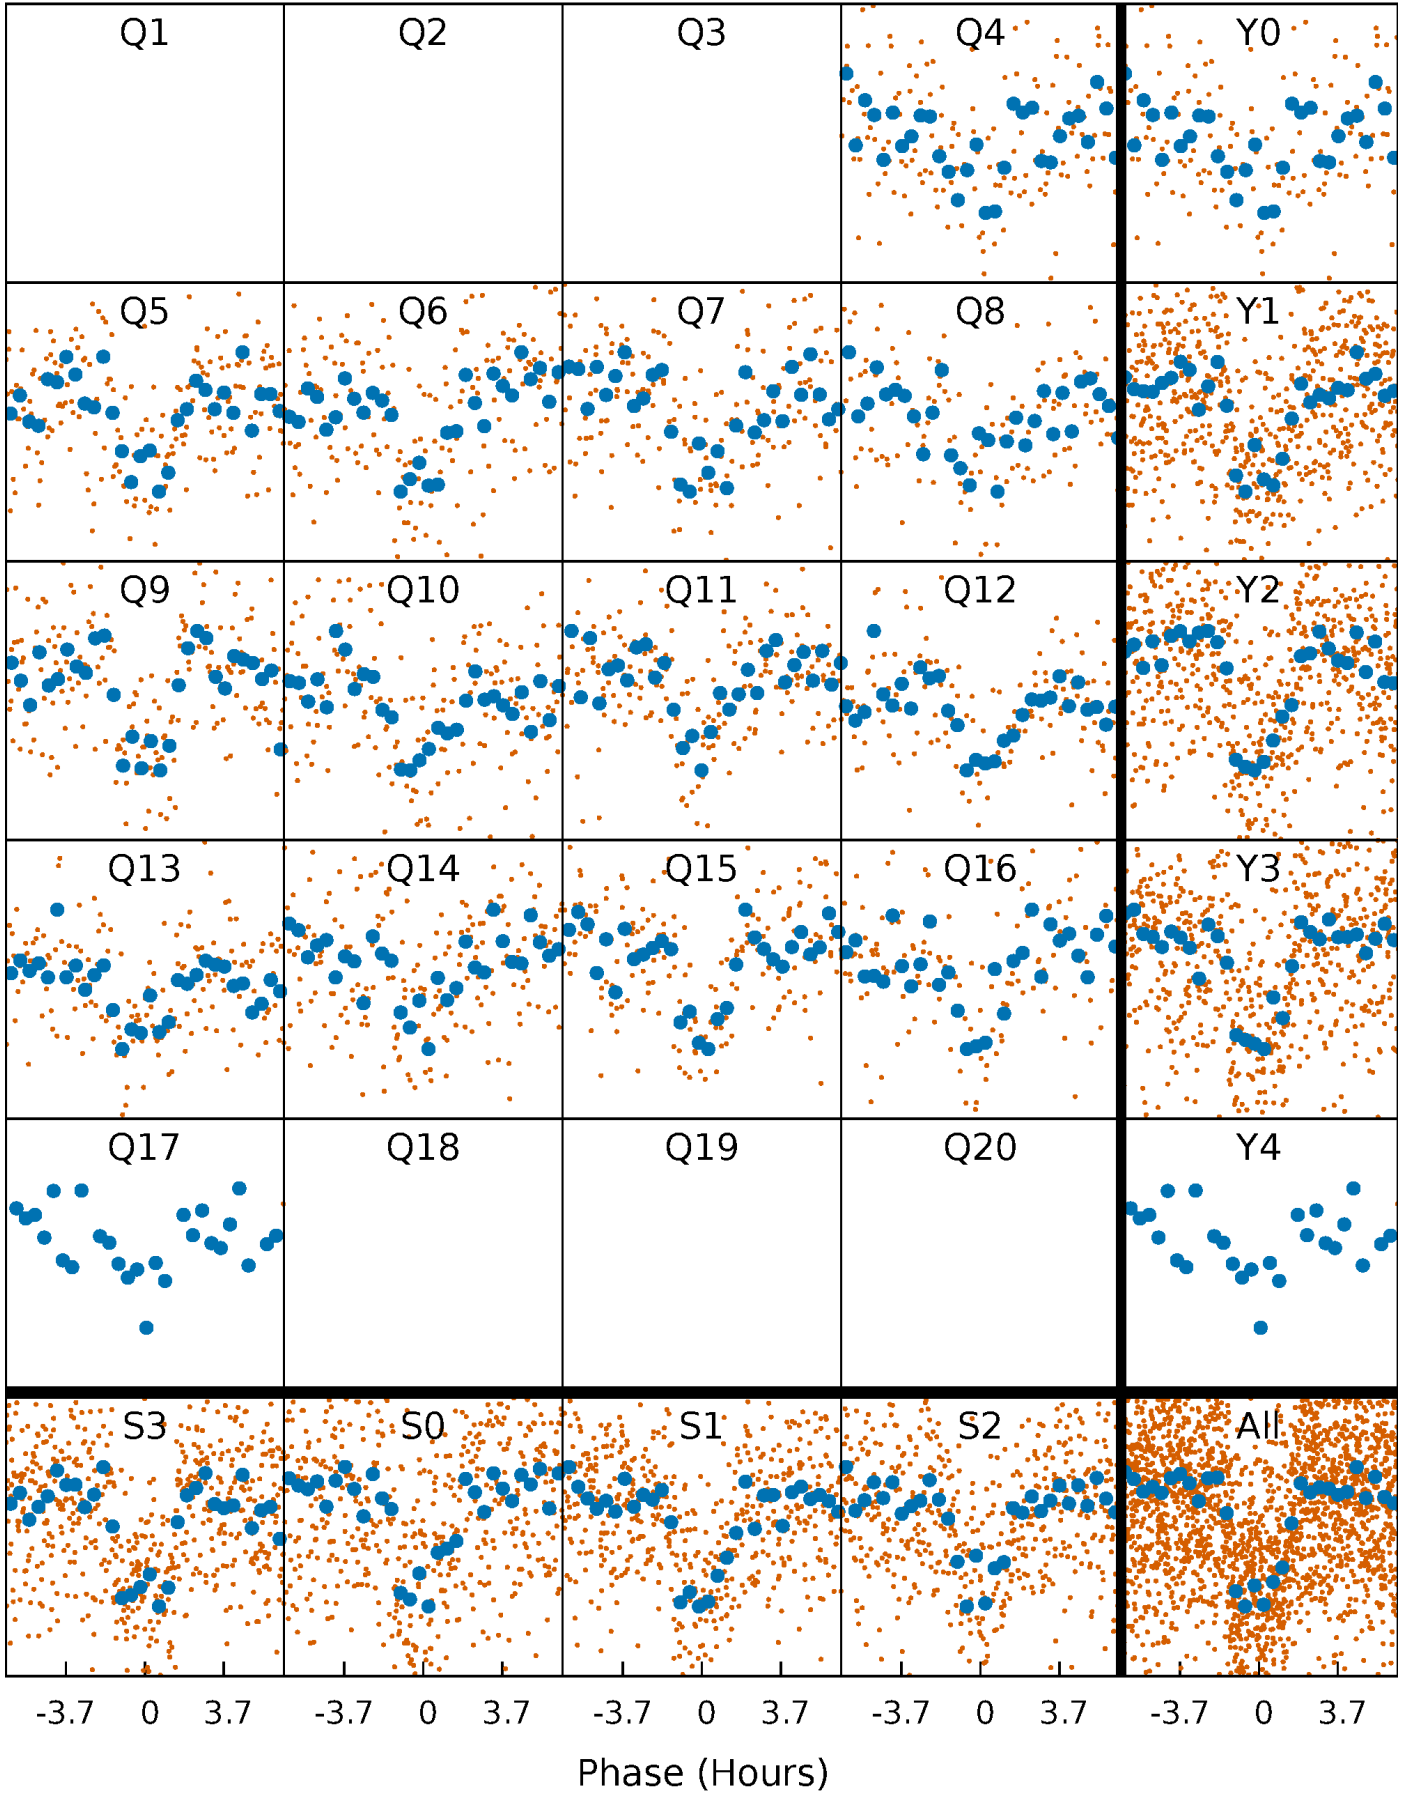 Q1 Q2 Q3 Q4 Y0
Q5 Q6 Q7 Q8 Y1
Q9 Q10 Q11 Q12 Y2
Q13 Q14 Q15 Q16 Y3
Q17 Q18 Q19 Q20 Y4
S3 S0 S1 S2 All
-3.7 0 3.7 -3.7 0 3.7 -3.7 0 3.7 -3.7 0 3.7 -3.7 0 3.7
Phase (Hours)